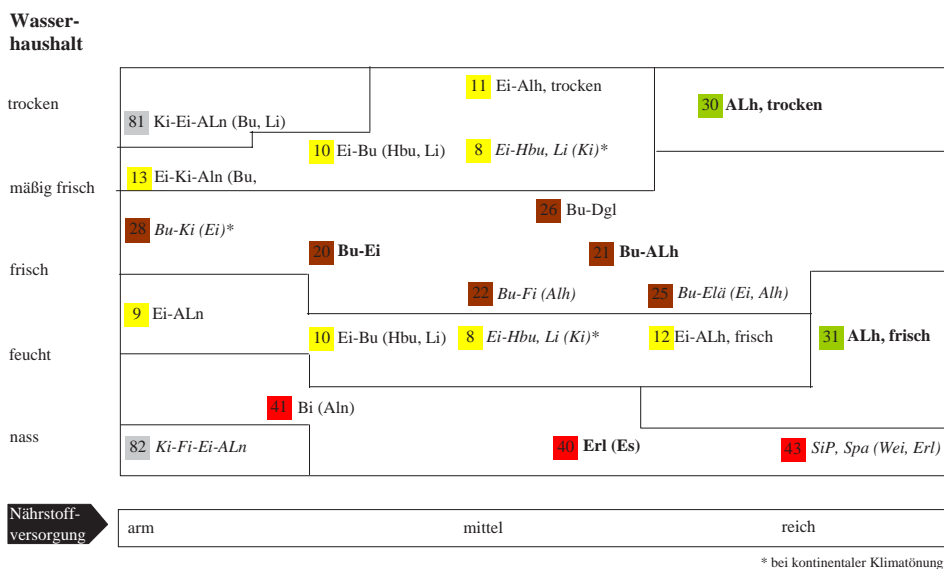 Wasser-
haushalt
trocken
11 Ei-Alh, trocken
30 ALh, trocken
81 Ki-Ei-ALn (Bu, Li)
10 Ei-Bu (Hbu, Li)
8 Ei-Hbu, Li (Ki)*
mäßig frisch
13 Ei-Ki-Aln (Bu,
26 Bu-Dgl
28 Bu-Ki (Ei)*
20 Bu-Ei
21 Bu-ALh
frisch
22 Bu-Fi (Alh)
25 Bu-Elä (Ei, Alh)
9 Ei-ALn
10 Ei-Bu (Hbu, Li)
8 Ei-Hbu, Li (Ki)*
12 Ei-ALh, frisch
31 ALh, frisch
feucht
41 Bi (Aln)
nass
82 Ki-Fi-Ei-ALn
40 Erl (Es)
43 SiP, Spa (Wei, Erl)
Nährstoff-
versorgung
arm
mittel
reich
* bei kontinentaler Klimatönung